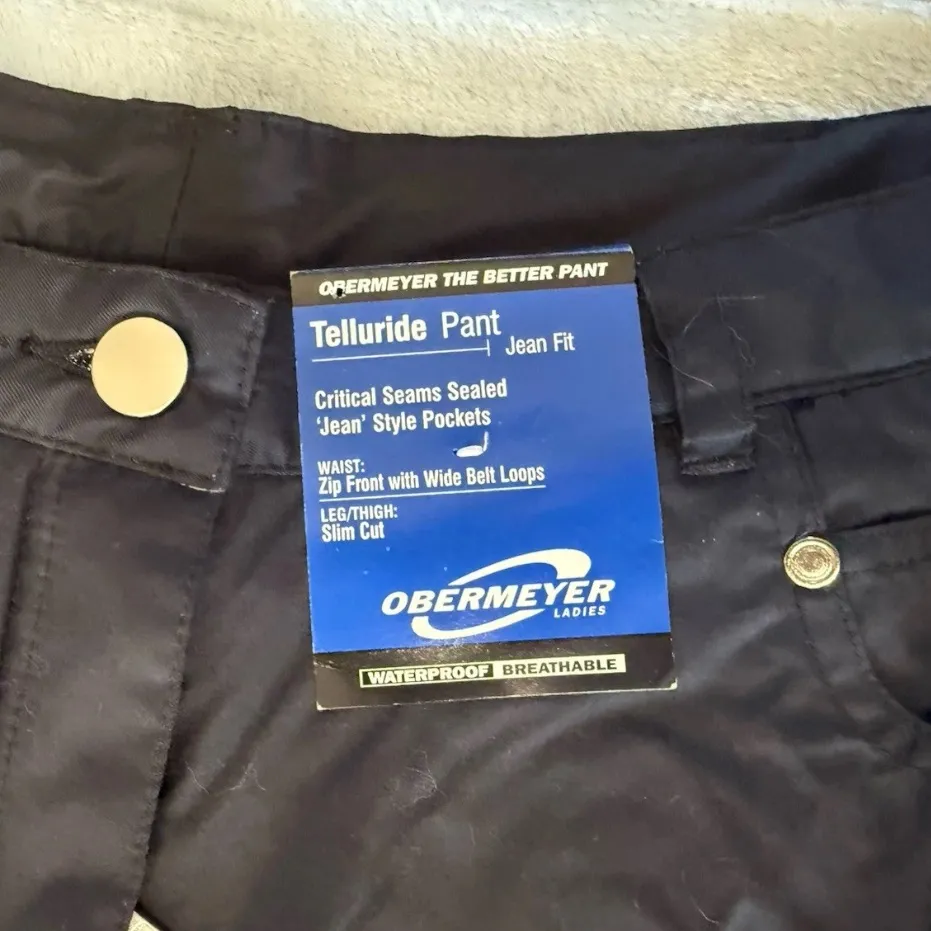 OBERMEYER THE BETTER PANT
Telluride Pant
Jean Fit
Critical Seams Sealed
'Jean' Style Pockets
WAIST:
Zip Front with Wide Belt Loops
LEG/THIGH:
Slim Cut
OBERMEYER
LADIES
WATERPROOF BREATHABLE